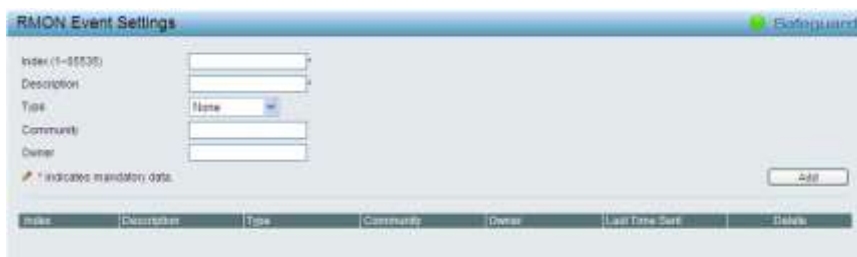 RMON Event Settings
Safeguard
Index (1~65535)
*
Description
*
Type
None
Community
Owner
* indicates mandatory data.
Add
Index Description Type Community Owner Last Time Sent Delete